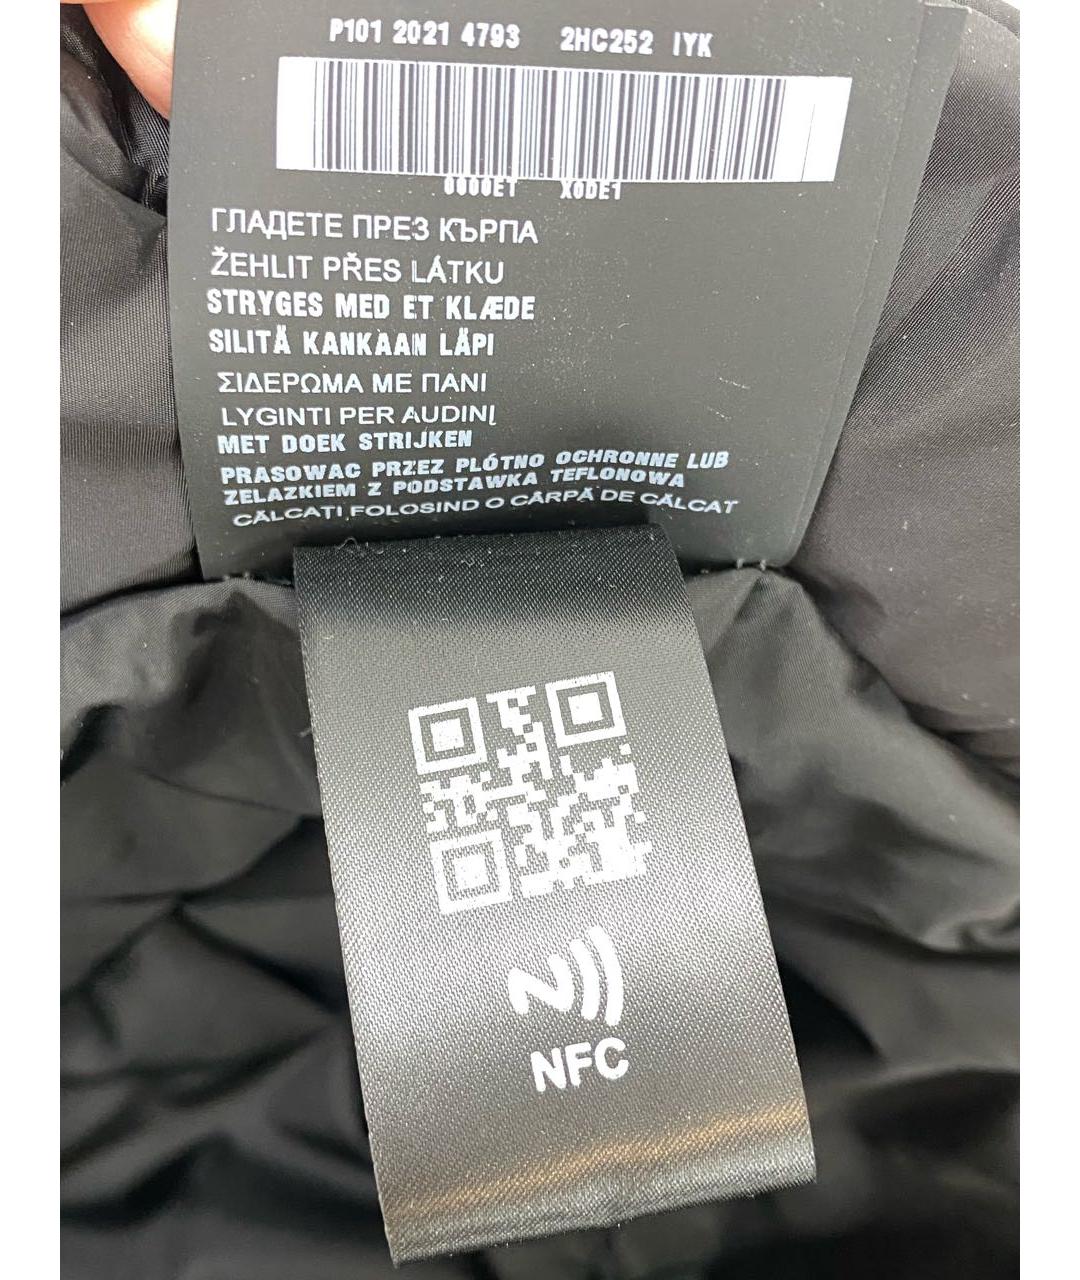 P101 2021 4793 2HC252 IYK
0000ET X0DE1
ГЛАДЕТЕ ПРЕЗ КЪРПА
ŽEHLIT PŘES LÁTKU
STRYGES MED ET KLÆDE
SILITÄ KANKAAN LÄPI
ΣΙΔΕΡΩΜΑ ΜΕ ΠΑΝΙ
LYGINTI PER AUDINĮ
MET DOEK STRIJKEN
PRASOWAC PRZEZ PLÓTNO OCHRONNE LUB
ZELAZKIEM Z PODSTAWKA TEFLONOWA
CĂLCATI FOLOSIND O CÂRPĂ DE CĂLCAT
NFC